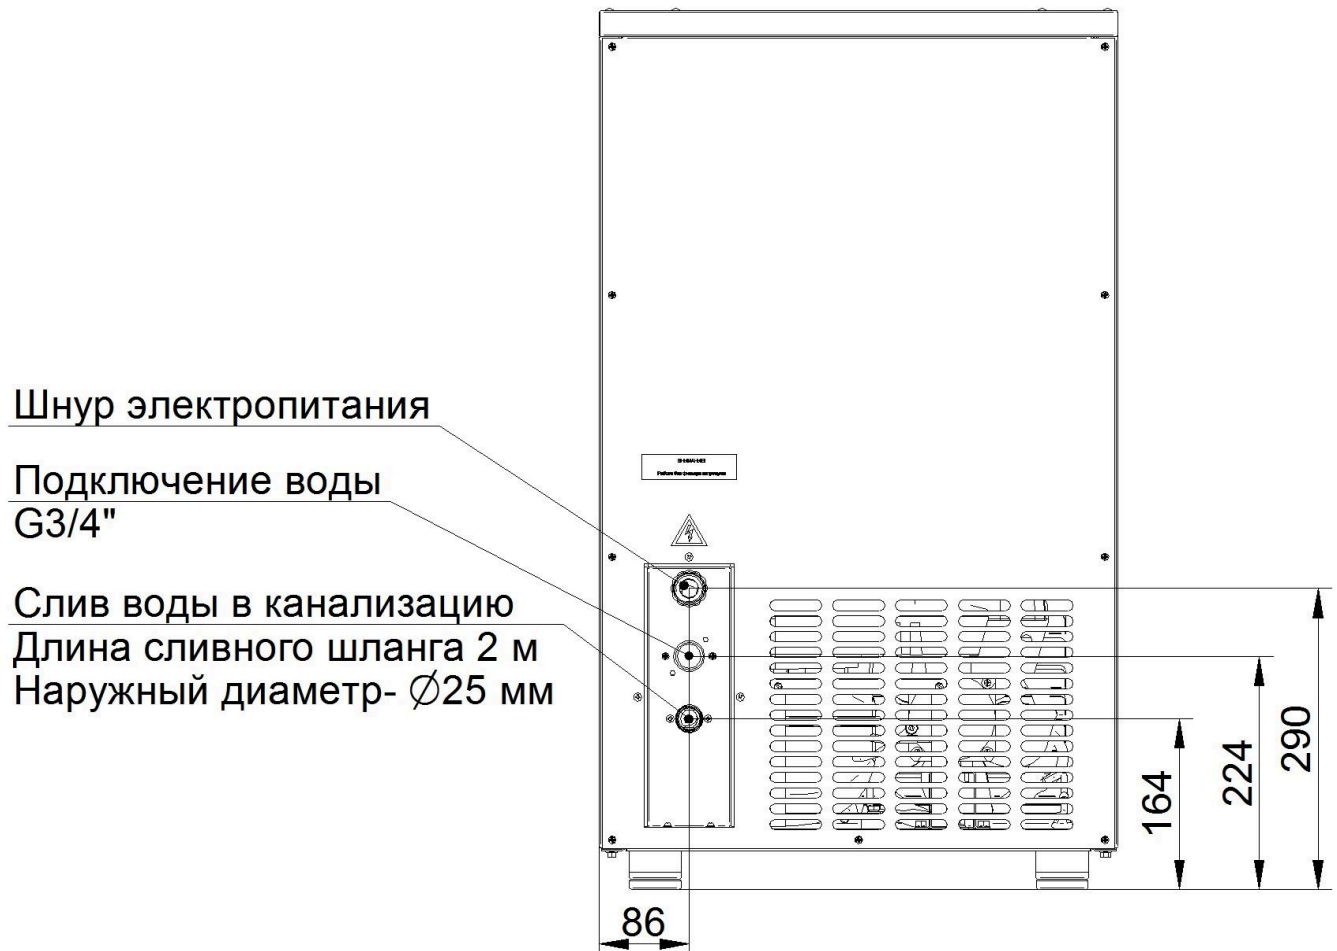 Шнур электропитания
Подключение воды
G3/4"
Слив воды в канализацию
Длина сливного шланга 2 м
Наружный диаметр- ∅25 мм
164
224
290
86